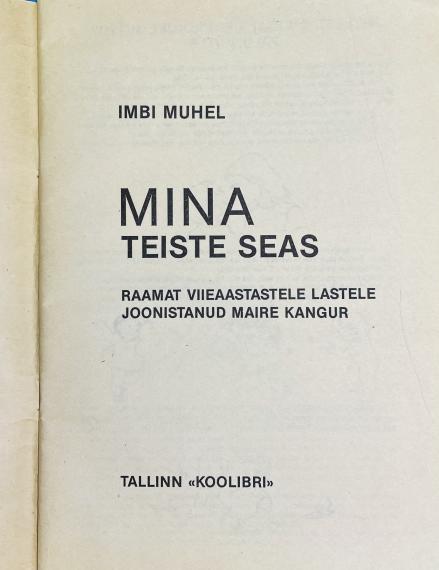 IMBI MUHEL
MINA
TEISTE SEAS
RAAMAT VIIEAASTASTELE LASTELE
JOONISTANUD MAIRE KANGUR
TALLINN «KOOLIBRI»